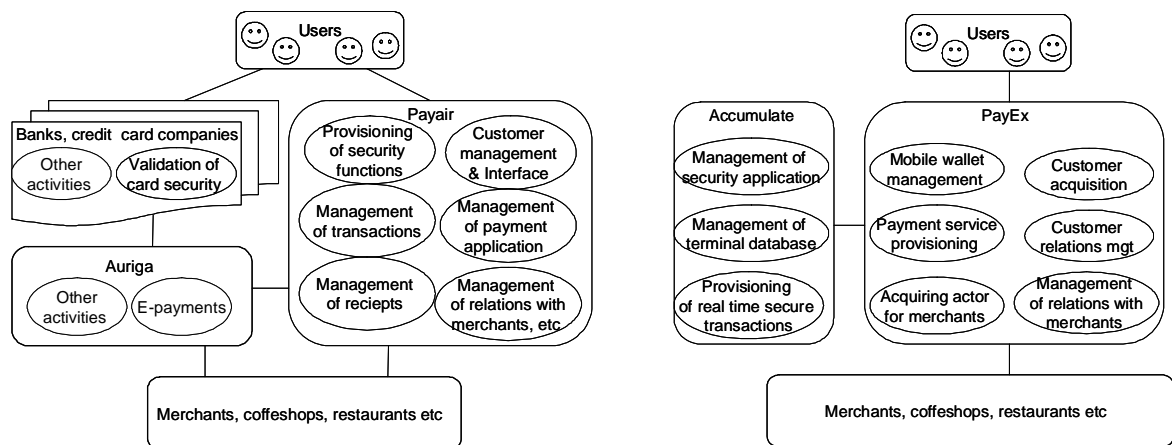 Users
Banks, credit card companies
Other
activities
Validation of
card security
Auriga
Other
activities
E-payments
Payair
Provisioning
of security
functions
Customer
management
& Interface
Management
of transactions
Management
of payment
application
Management
of reciepts
Management of
relations with
merchants, etc
Merchants, coffeshops, restaurants etc
Users
Accumulate
Management of
security application
Management of
terminal database
Provisioning
of real time secure
transactions
PayEx
Mobile wallet
management
Customer
acquisition
Payment service
provisioning
Customer
relations mgt
Acquiring actor
for merchants
Management of
relations with
merchants
Merchants, coffeshops, restaurants etc